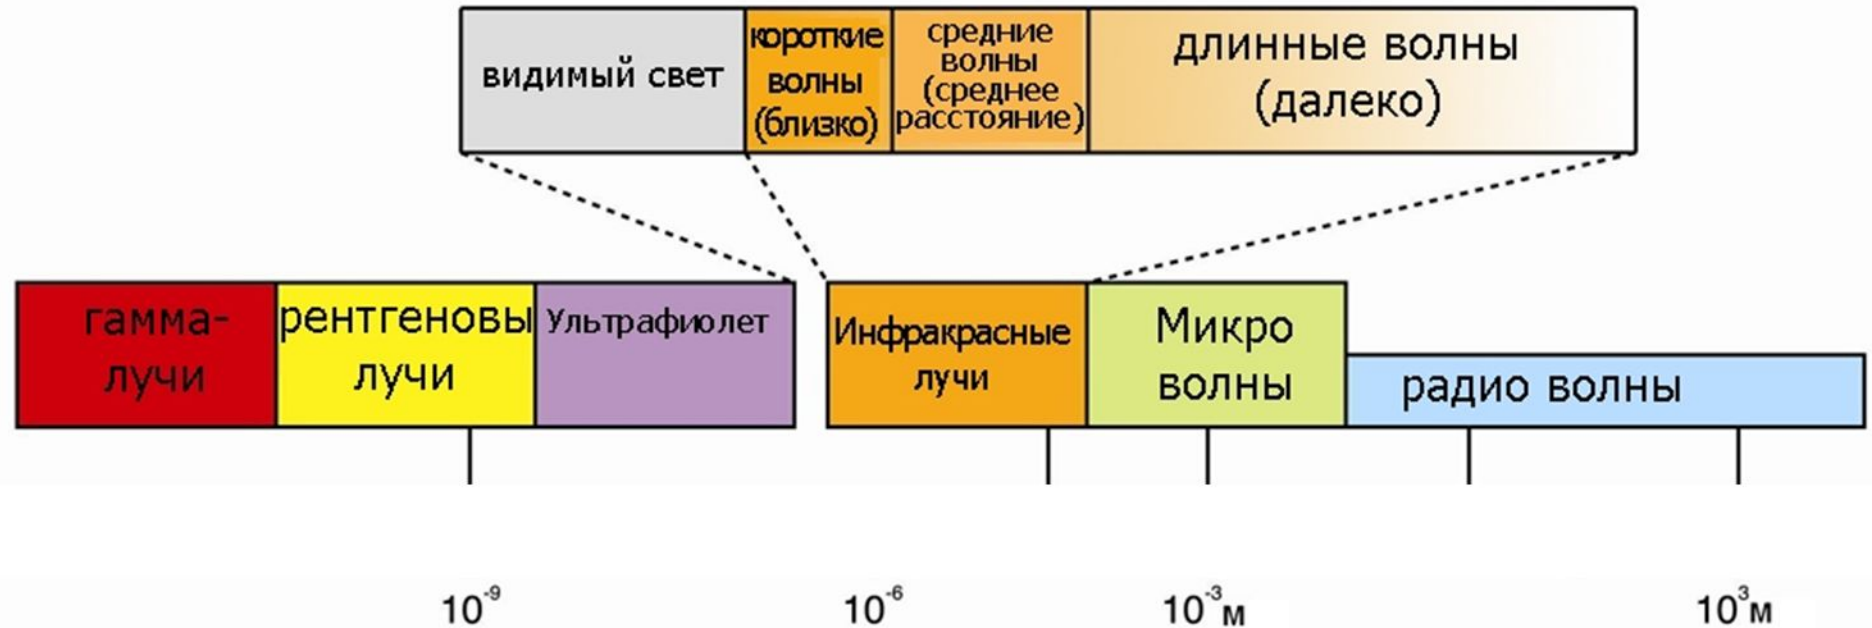 видимый свет
короткие
волны
(близко)
средние
волны
(среднее
расстояние)
длинные волны
(далеко)
гамма-
лучи
рентгеновы
лучи
Ультрафиолет
Инфракрасные
лучи
Микро
волны
радио волны
10⁻⁹ 10⁻⁶ 10⁻³м 10³м